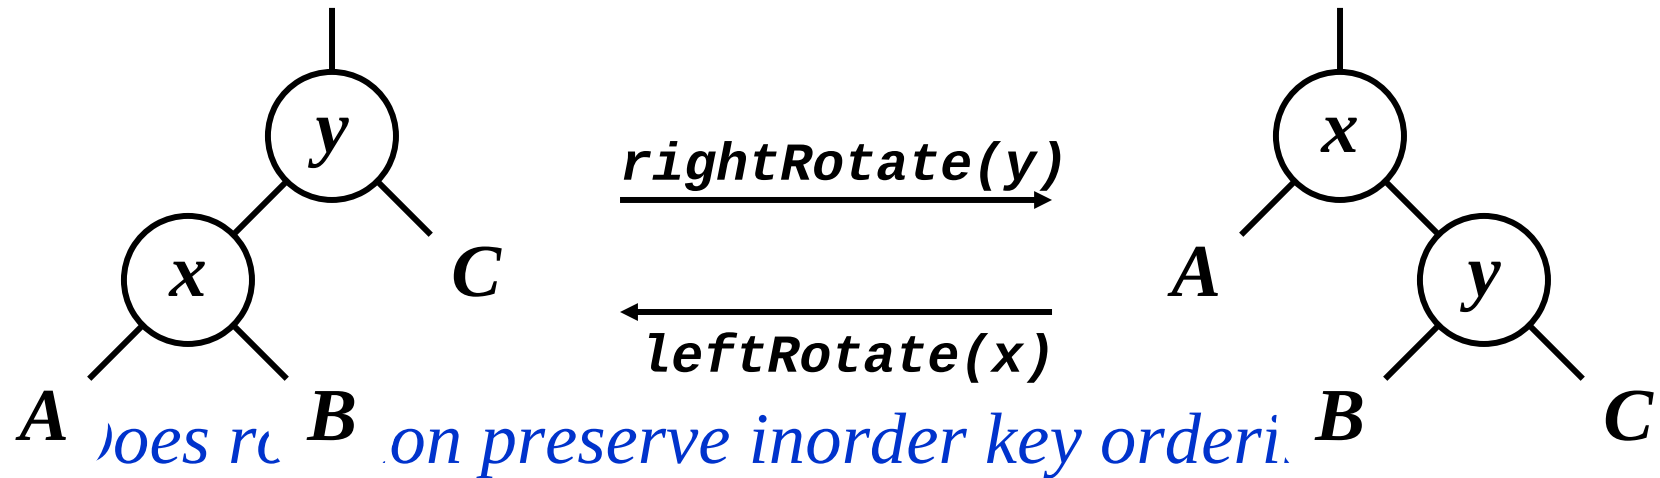 y x
rightRotate(y)
x C A y
leftRotate(x)
A B B C
on preserve inorder key